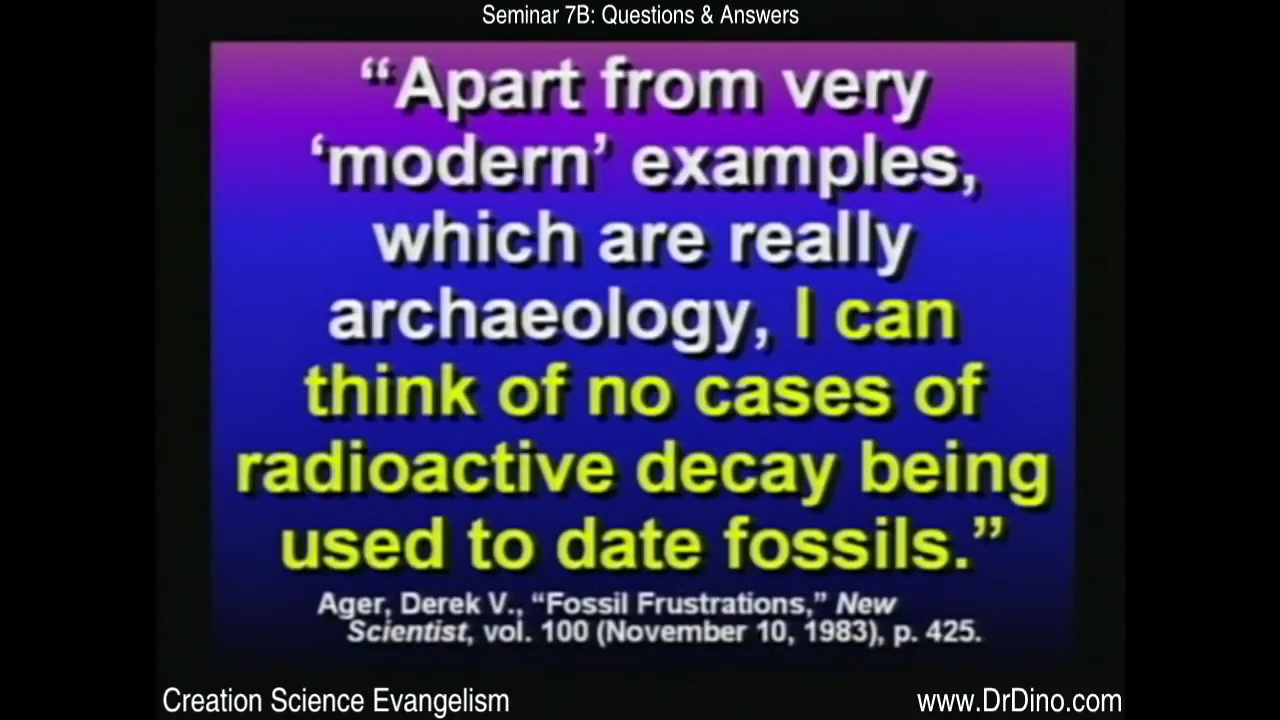 Seminar 7B: Questions & Answers
“Apart from very
‘modern’ examples,
which are really
archaeology, I can
think of no cases of
radioactive decay being
used to date fossils.”
Ager, Derek V., “Fossil Frustrations,” New
Scientist, vol. 100 (November 10, 1983), p. 425.
Creation Science Evangelism
www.DrDino.com